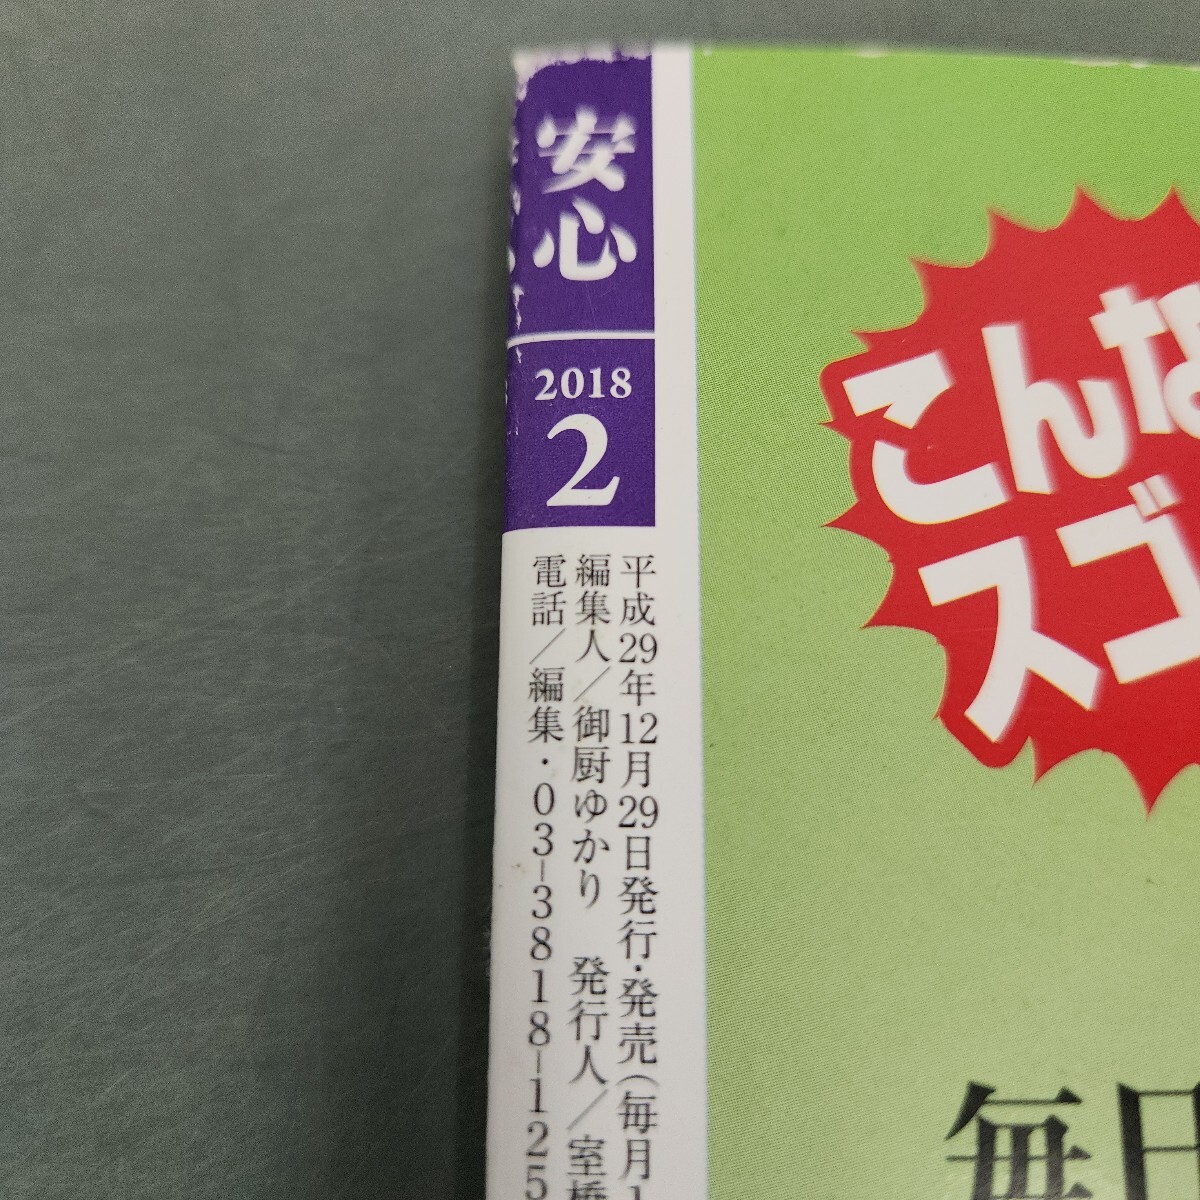 安心
2018
2
平成29年12月29日発行・発売(毎月1
編集人/御厨ゆかり 発行人/室橋
電話/編集・03-3818-125
こんな
スゴ
毎日